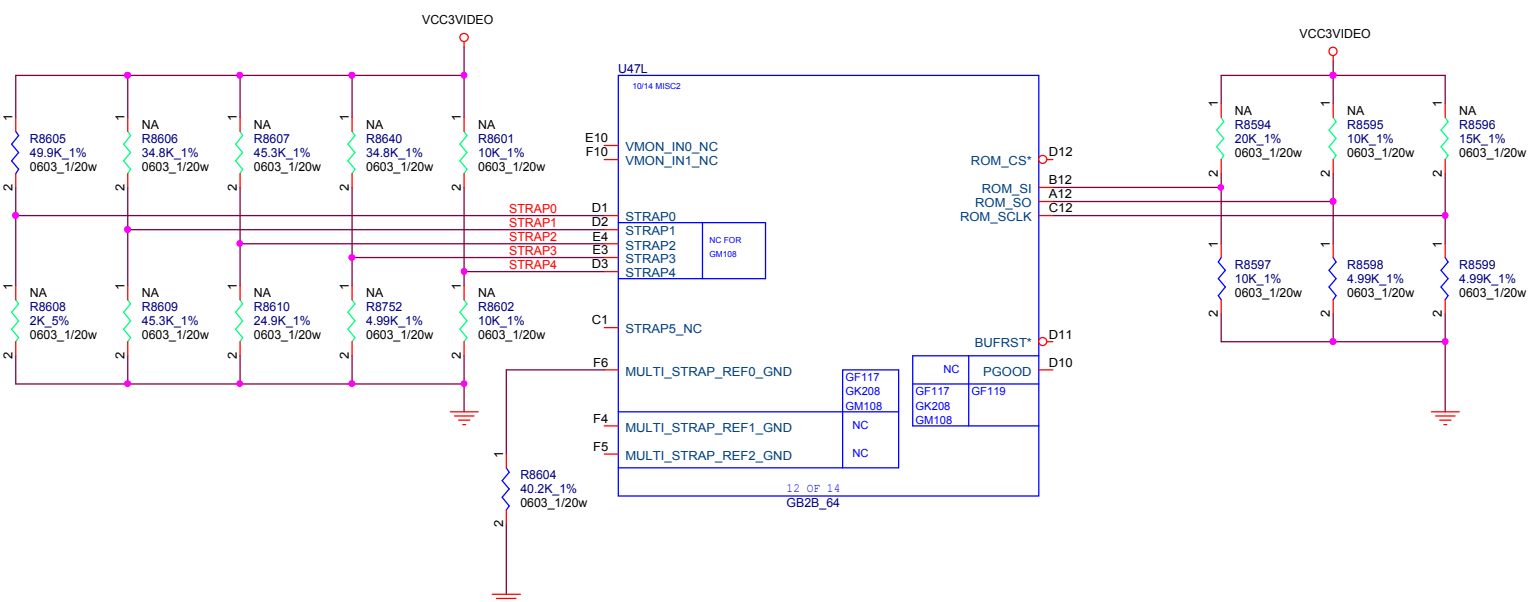 VCC3VIDEO
VCC3VIDEO
U47L
10/14 MISC2
1
R8605
49.9K_1%
0603_1/20w
2
1
NA
R8606
34.8K_1%
0603_1/20w
2
1
NA
R8607
45.3K_1%
0603_1/20w
2
1
NA
R8640
34.8K_1%
0603_1/20w
2
1
NA
R8601
10K_1%
0603_1/20w
2
E10
VMON_IN0_NC
F10
VMON_IN1_NC
STRAP0
D1
STRAP0
STRAP1
D2
STRAP1
STRAP2
E4
STRAP2
STRAP3
E3
STRAP3
STRAP4
D3
STRAP4
NC FOR
GM108
1
NA
R8608
2K_5%
0603_1/20w
2
1
NA
R8609
45.3K_1%
0603_1/20w
2
1
NA
R8610
24.9K_1%
0603_1/20w
2
1
NA
R8752
4.99K_1%
0603_1/20w
2
1
NA
R8602
10K_1%
0603_1/20w
2
C1
STRAP5_NC
F6
MULTI_STRAP_REF0_GND
GF117
GK208
GM108
F4
MULTI_STRAP_REF1_GND
NC
F5
MULTI_STRAP_REF2_GND
NC
1
R8604
40.2K_1%
0603_1/20w
2
ROM_CS*
D12
ROM_SI
B12
ROM_SO
A12
ROM_SCLK
C12
BUFRST*
D11
NC
PGOOD
D10
GF117
GK208
GM108
GF119
12 OF 14
GB2B_64
1
NA
R8594
20K_1%
0603_1/20w
2
1
NA
R8595
10K_1%
0603_1/20w
2
1
NA
R8596
15K_1%
0603_1/20w
2
1
R8597
10K_1%
0603_1/20w
2
1
R8598
4.99K_1%
0603_1/20w
2
1
R8599
4.99K_1%
0603_1/20w
2